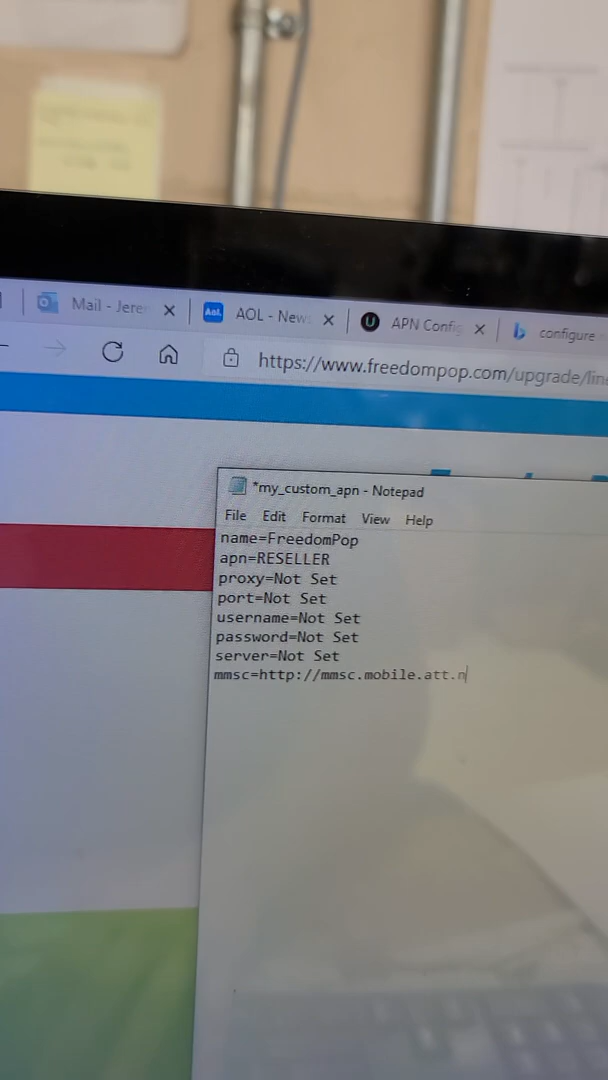 Mail - Jere
Aol.
AOL - News
APN Config
configure
https://www.freedompop.com/upgrade/line
*my_custom_apn - Notepad
File Edit Format View Help
name=FreedomPop
apn=RESELLER
proxy=Not Set
port=Not Set
username=Not Set
password=Not Set
server=Not Set
mmsc=http://mmsc.mobile.att.n